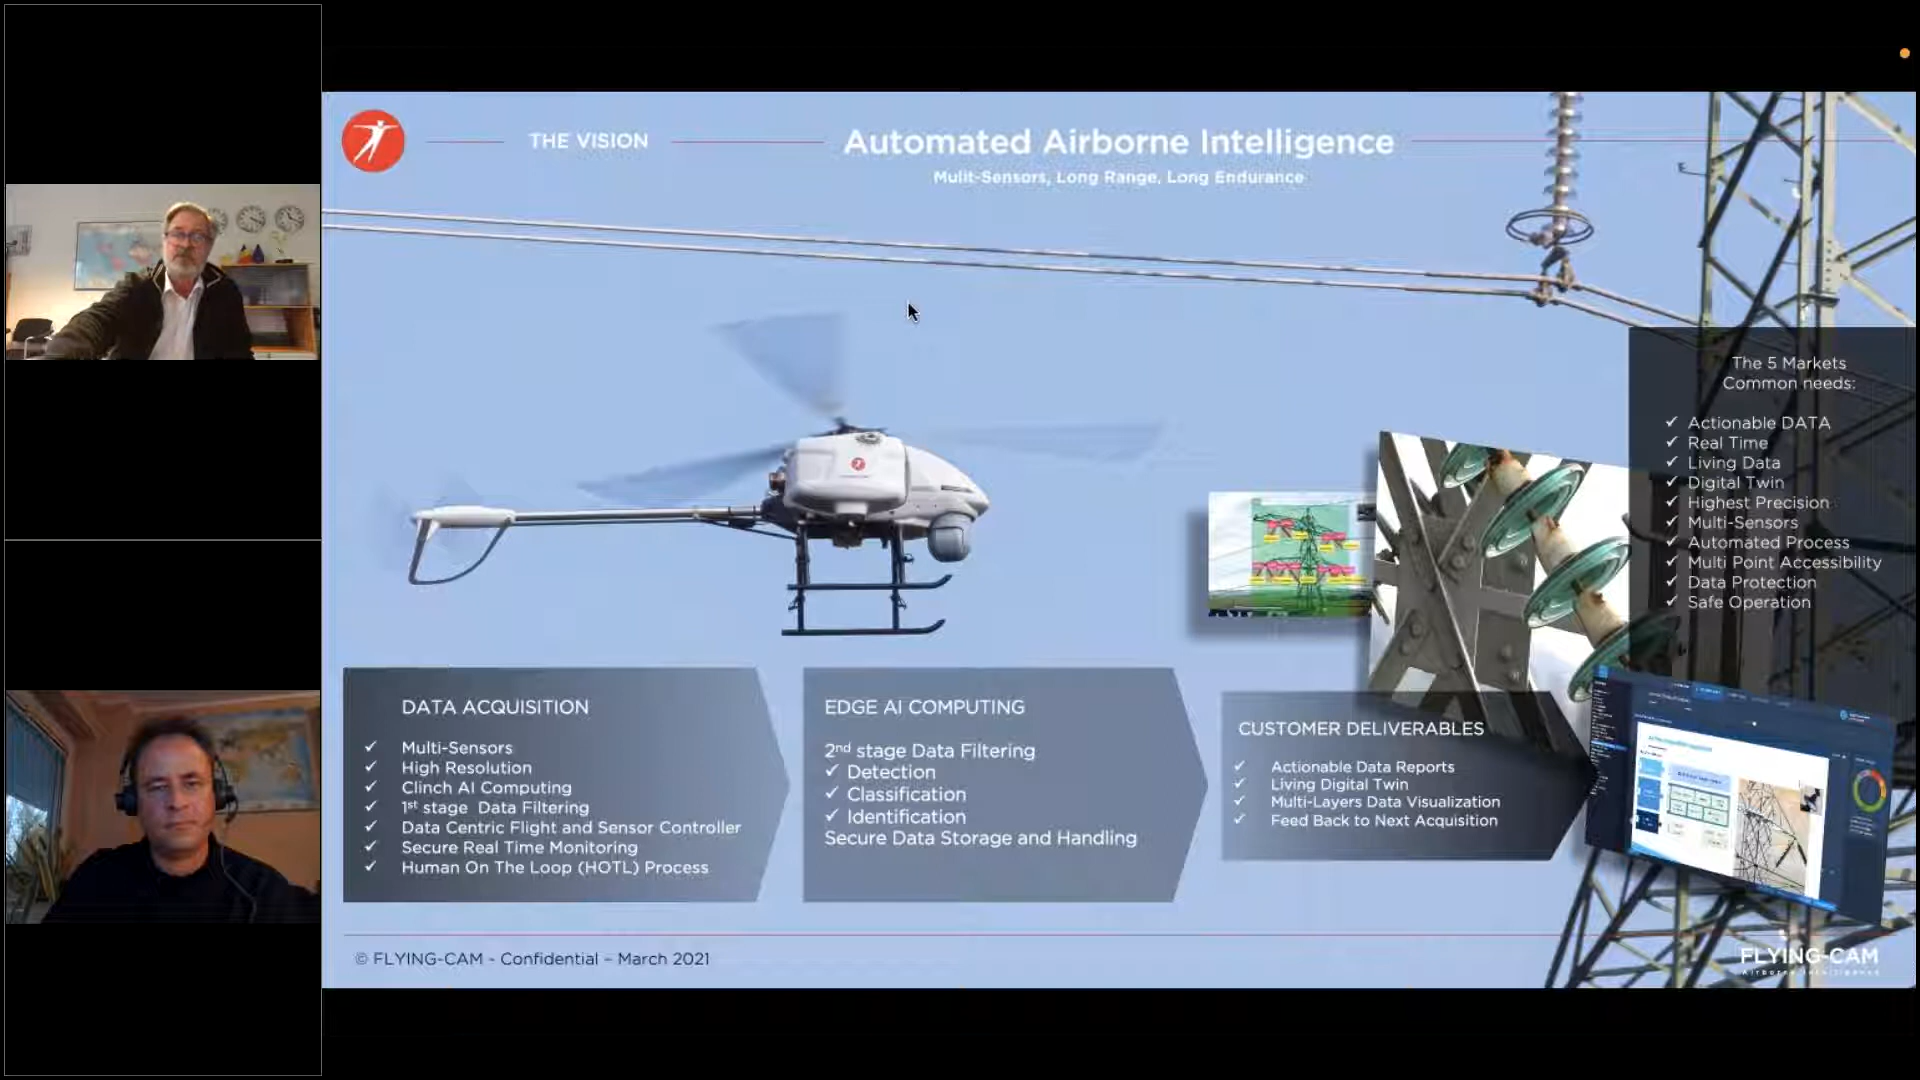 THE VISION
Automated Airborne Intelligence
Mulit-Sensors, Long Range, Long Endurance
The 5 Markets
Common needs:
✓ Actionable DATA
✓ Real Time
✓ Living Data
✓ Digital Twin
✓ Highest Precision
✓ Multi-Sensors
✓ Automated Process
✓ Multi Point Accessibility
✓ Data Protection
✓ Safe Operation
DATA ACQUISITION
✓ Multi-Sensors
✓ High Resolution
✓ Clinch AI Computing
✓ 1st stage Data Filtering
✓ Data Centric Flight and Sensor Controller
✓ Secure Real Time Monitoring
✓ Human On The Loop (HOTL) Process
EDGE AI COMPUTING
2nd stage Data Filtering
✓ Detection
✓ Classification
✓ Identification
Secure Data Storage and Handling
CUSTOMER DELIVERABLES
✓ Actionable Data Reports
✓ Living Digital Twin
✓ Multi-Layers Data Visualization
✓ Feed Back to Next Acquisition
© FLYING-CAM - Confidential – March 2021
FLYING-CAM
Airborne Intelligence